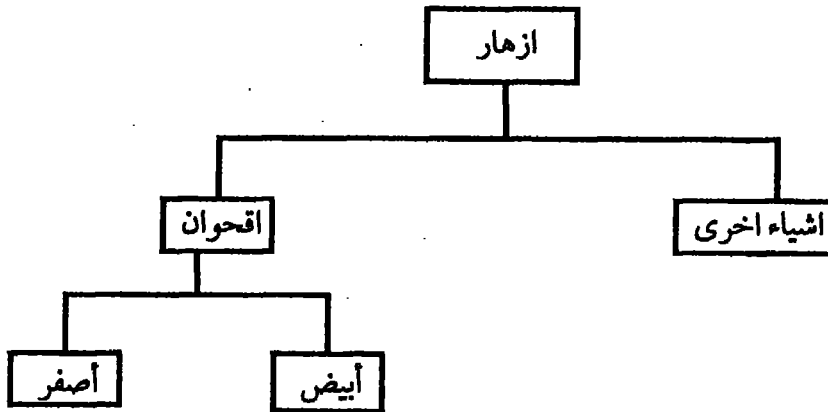 ازهار
اشياء اخرى
اقحوان
أبيض
أصفر